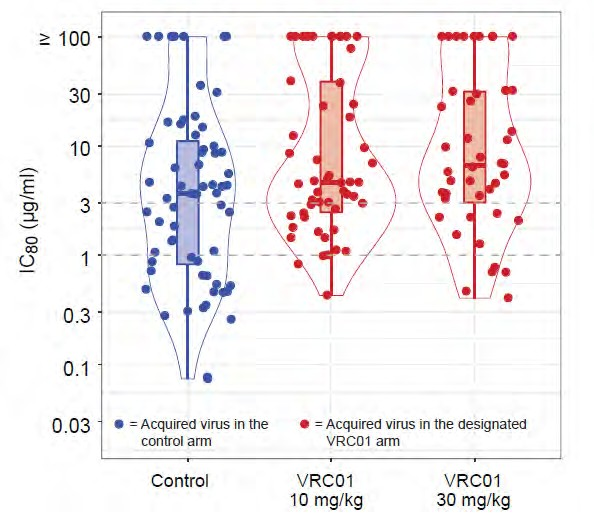 ≥ 100
30
10
3
1
0.3
0.1
0.03
IC80 (μg/ml)
= Acquired virus in the
control arm
= Acquired virus in the designated
VRC01 arm
Control
VRC01
10 mg/kg
VRC01
30 mg/kg